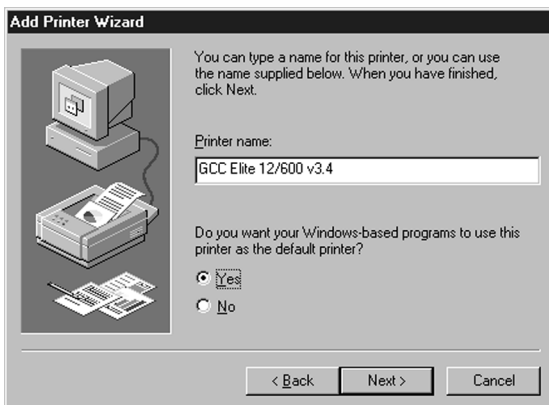 Add Printer Wizard
You can type a name for this printer, or you can use
the name supplied below. When you have finished,
click Next.
Printer name:
GCC Elite 12/600 v3.4
Do you want your Windows-based programs to use this
printer as the default printer?
Yes
No
< Back
Next >
Cancel